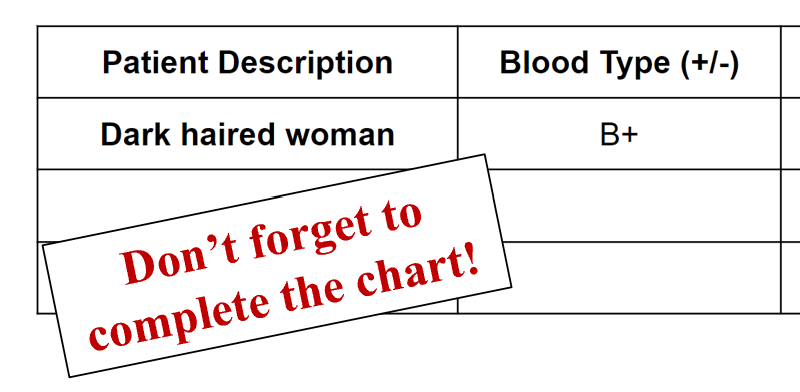 Patient Description
Blood Type (+/-)
Dark haired woman
B+
Don’t forget to
complete the chart!